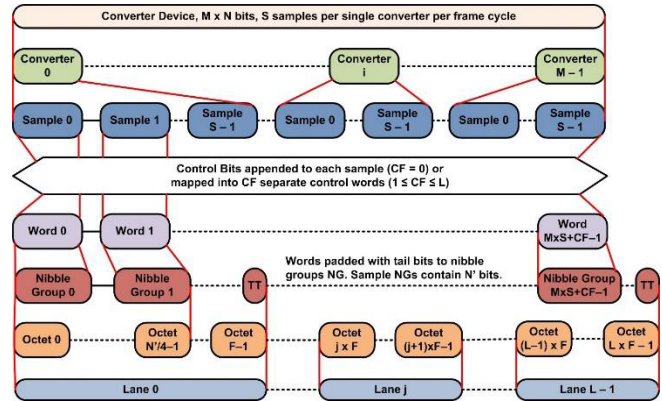 Converter Device, M x N bits, S samples per single converter per frame cycle
Converter
0
Converter
i
Converter
M – 1
Sample 0
Sample 1
Sample
S – 1
Sample 0
Sample
S – 1
Sample 0
Sample
S – 1
Control Bits appended to each sample (CF = 0) or
mapped into CF separate control words (1 ≤ CF ≤ L)
Word 0
Word 1
Word
MxS+CF–1
Words padded with tail bits to nibble
groups NG. Sample NGs contain N' bits.
Nibble
Group 0
Nibble
Group 1
TT
Nibble Group
MxS+CF–1
TT
Octet 0
Octet
N'/4–1
Octet
F–1
Octet
j x F
Octet
(j+1)xF–1
Octet
(L–1) x F
Octet
L x F – 1
Lane 0
Lane j
Lane L – 1